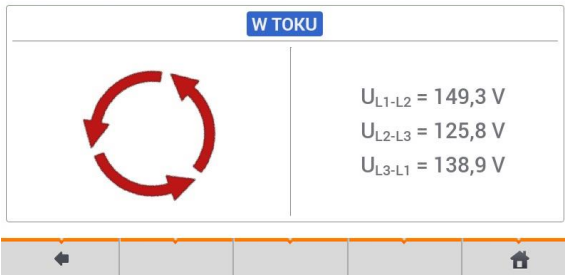 W TOKU
UL1-L2 = 149,3 V
UL2-L3 = 125,8 V
UL3-L1 = 138,9 V